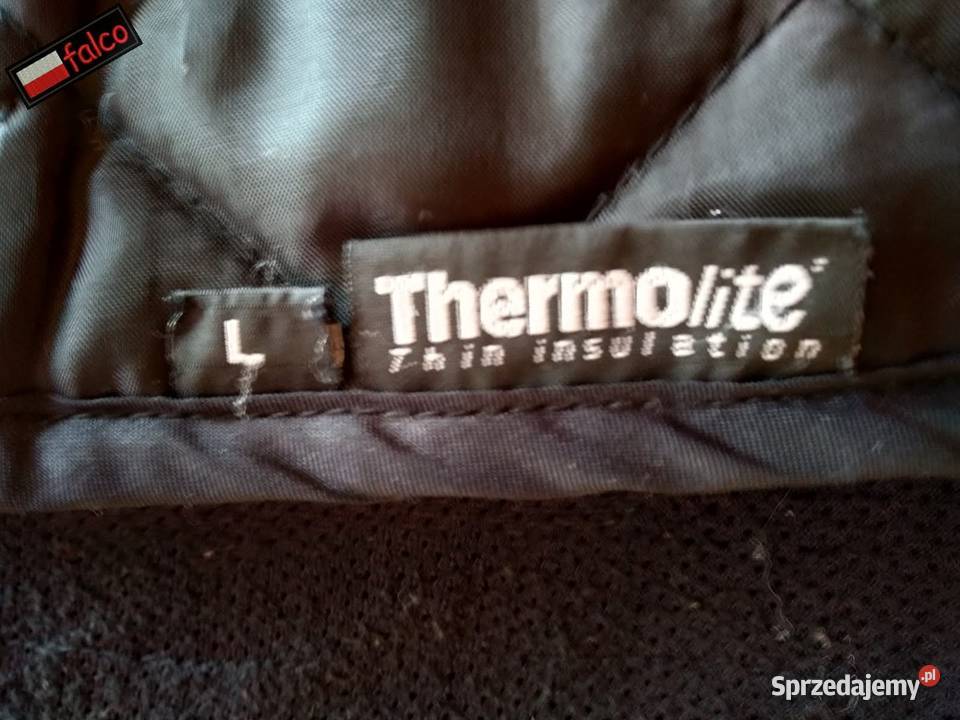 falco
L
Thermolite
Thin insulation
Sprzedajemy.pl